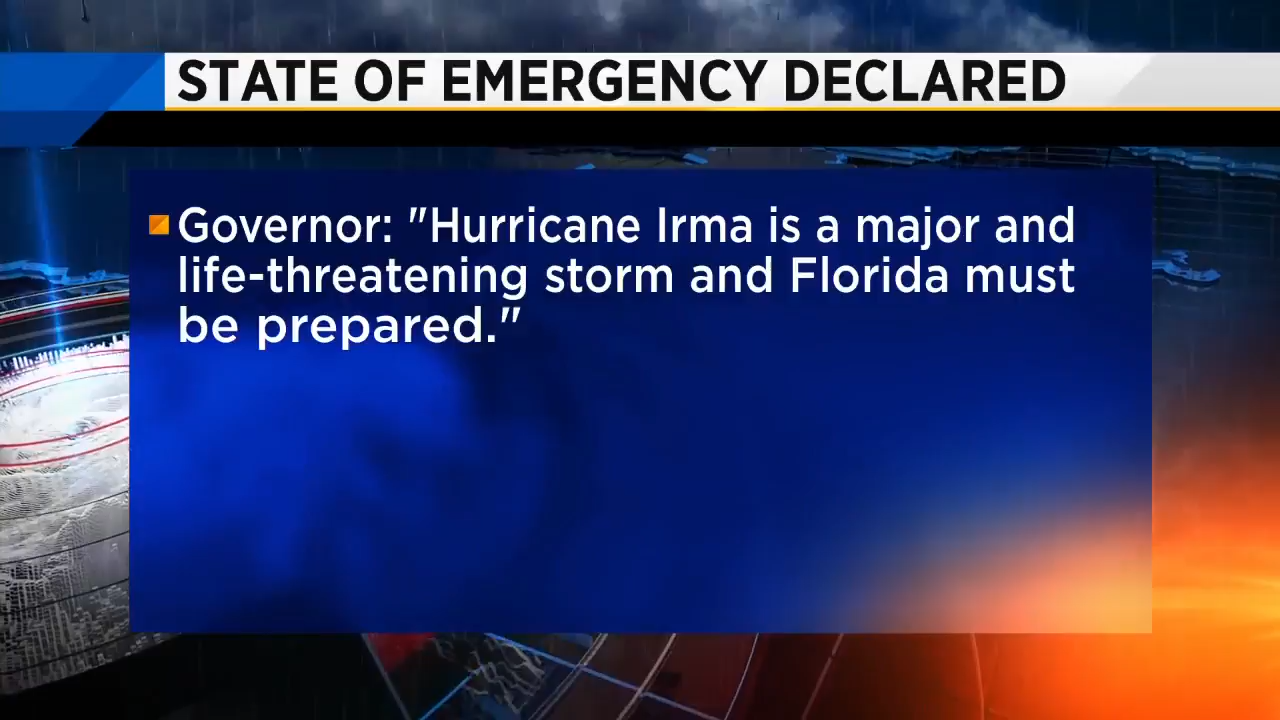 STATE OF EMERGENCY DECLARED
Governor: "Hurricane Irma is a major and
life-threatening storm and Florida must
be prepared."